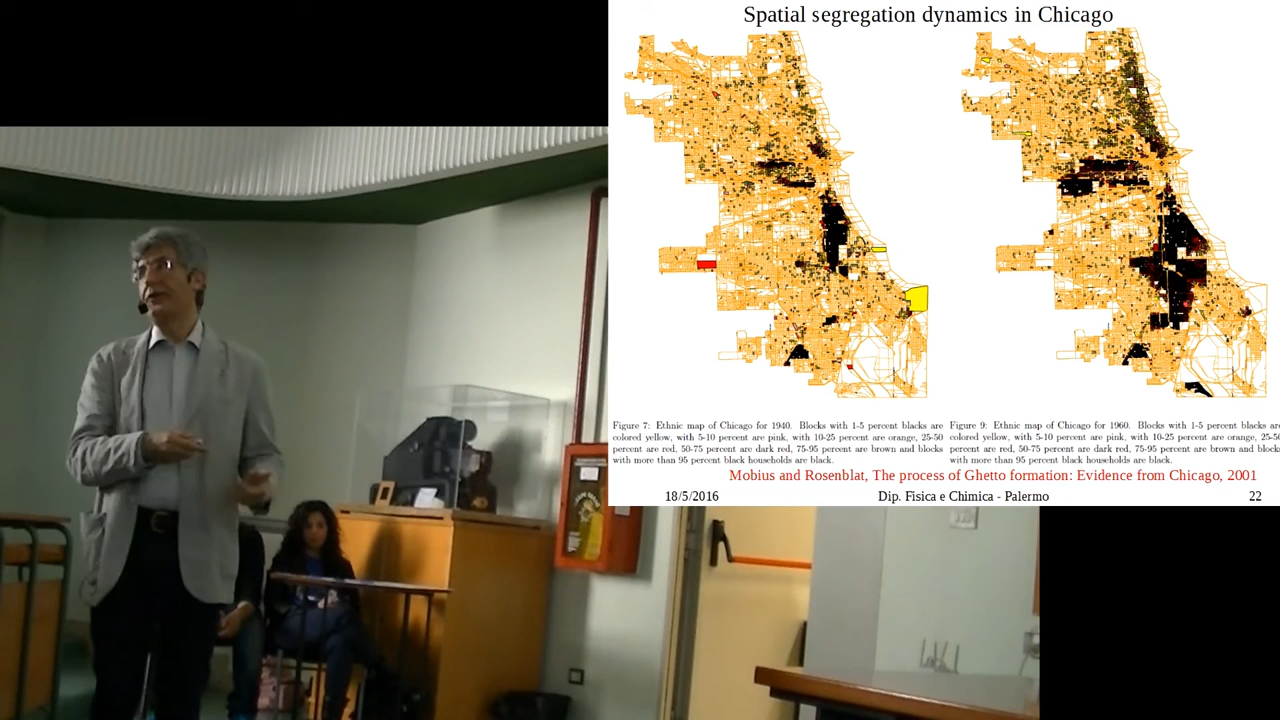 Spatial segregation dynamics in Chicago
Figure 7: Ethnic map of Chicago for 1940. Blocks with 1-5 percent blacks are
colored yellow, with 5-10 percent are pink, with 10-25 percent are orange, 25-50
percent are red, 50-75 percent are dark red, 75-95 percent are brown and blocks
with more than 95 percent black households are black.
Figure 9: Ethnic map of Chicago for 1960. Blocks with 1-5 percent blacks are
colored yellow, with 5-10 percent are pink, with 10-25 percent are orange, 25-50
percent are red, 50-75 percent are dark red, 75-95 percent are brown and blocks
with more than 95 percent black households are black.
Mobius and Rosenblat, The process of Ghetto formation: Evidence from Chicago, 2001
18/5/2016
Dip. Fisica e Chimica - Palermo
22